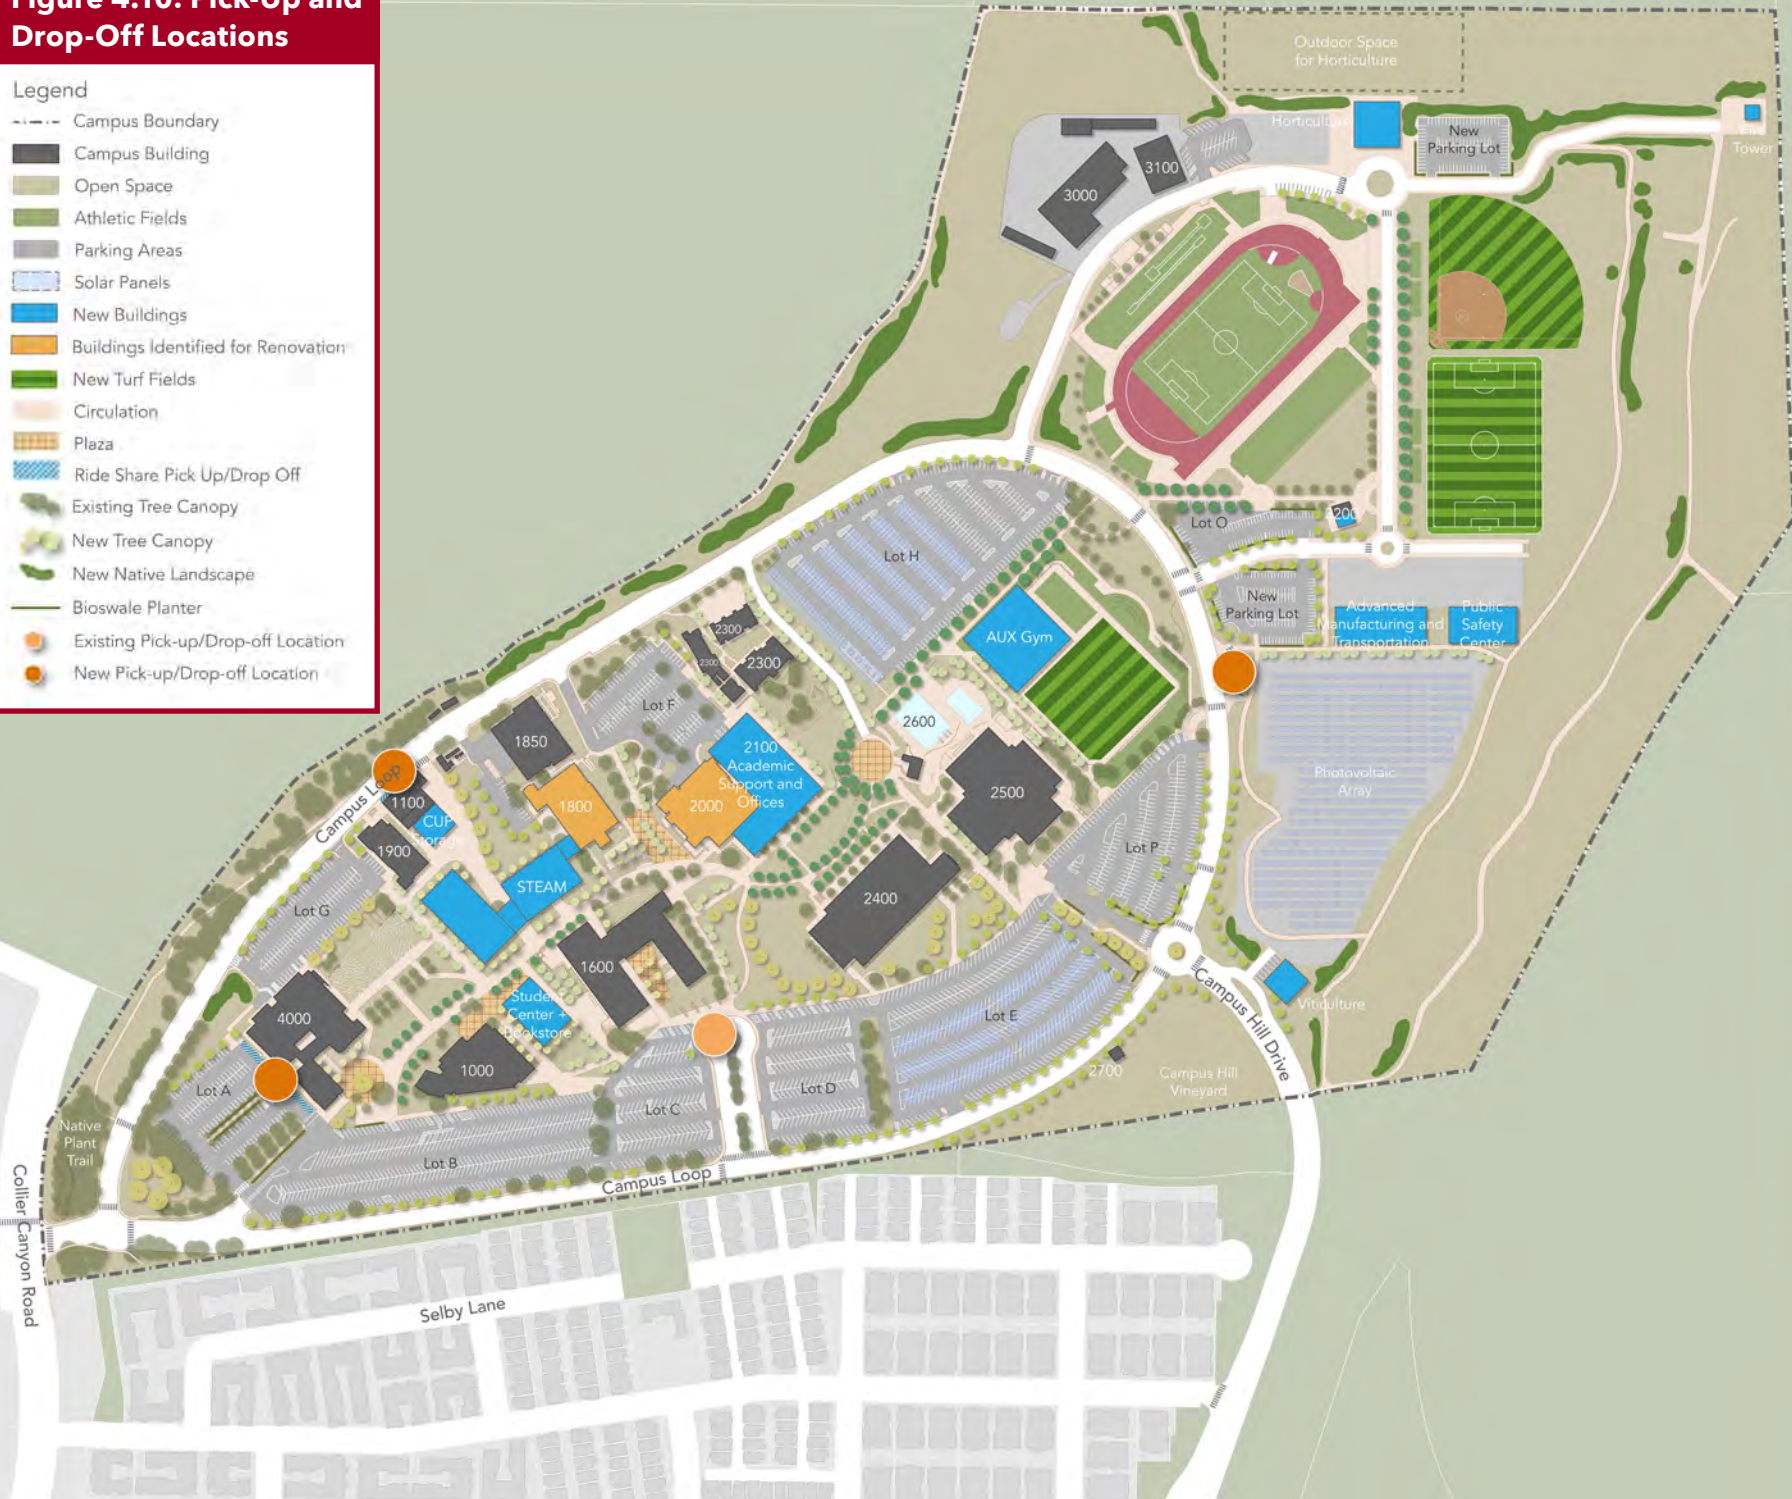 Figure 4.10: Pick-Up and
Drop-Off Locations
Legend
Campus Boundary
Campus Building
Open Space
Athletic Fields
Parking Areas
Solar Panels
New Buildings
Buildings Identified for Renovation
New Turf Fields
Circulation
Plaza
Ride Share Pick Up/Drop Off
Existing Tree Canopy
New Tree Canopy
New Native Landscape
Bioswale Planter
Existing Pick-up/Drop-off Location
New Pick-up/Drop-off Location
Outdoor Space
for Horticulture
Horticulture
New
Parking Lot
Tower
3100
3000
Lot O
Lot H
New
Parking Lot
Advanced
Manufacturing and
Transportation
Public
Safety
Center
AUX Gym
2300
2300
2300
Lot F
2600
1850
2100
Academic
Support and
Offices
Photovoltaic
Array
Campus Loop
1100
CUP
Storage
1800
2000
2500
1900
Lot P
STEAM
2400
Lot G
1600
Campus Hill Drive
Viticulture
Student
Center +
Bookstore
4000
Lot E
1000
2700
Campus Hill
Vineyard
Lot A
Lot D
Lot C
Native
Plant
Trail
Lot B
Campus Loop
Collier Canyon Road
Selby Lane